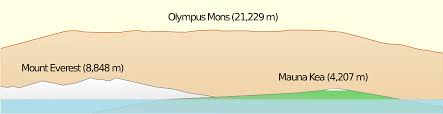 Olympus Mons (21,229 m)
Mount Everest (8,848 m)
Mauna Kea (4,207 m)